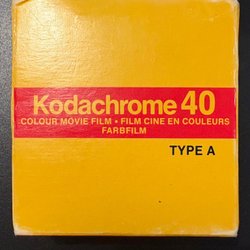 Kodachrome 40
COLOUR MOVIE FILM • FILM CINE EN COULEURS
FARBFILM
TYPE A